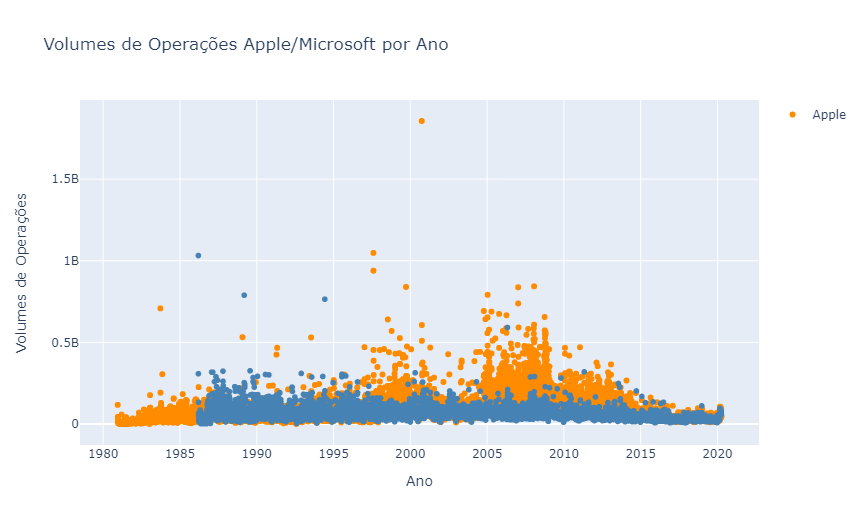 Volumes de Operações Apple/Microsoft por Ano
Apple
Volumes de Operações
1.5B
1B
0.5B
0
1980
1985
1990
1995
2000
2005
2010
2015
2020
Ano